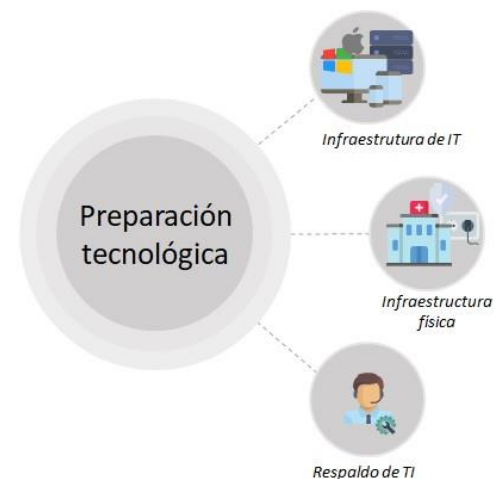 Infraestrutura de IT
Preparación
tecnológica
Infraestructura
física
Respaldo de TI